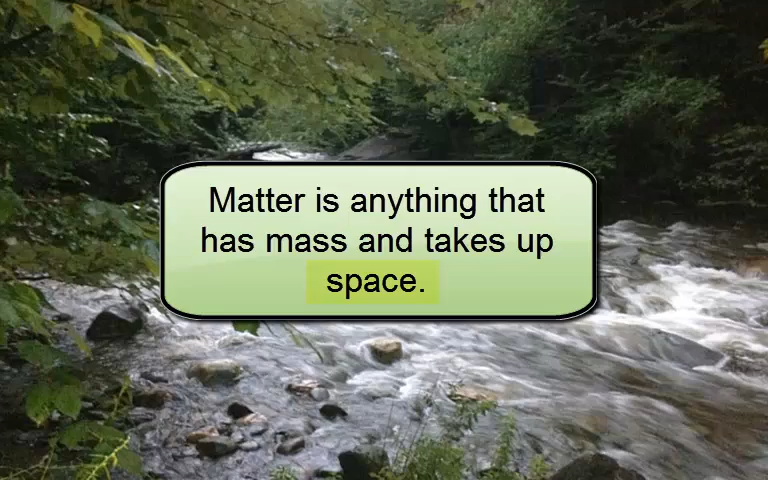 Matter is anything that
has mass and takes up
space.